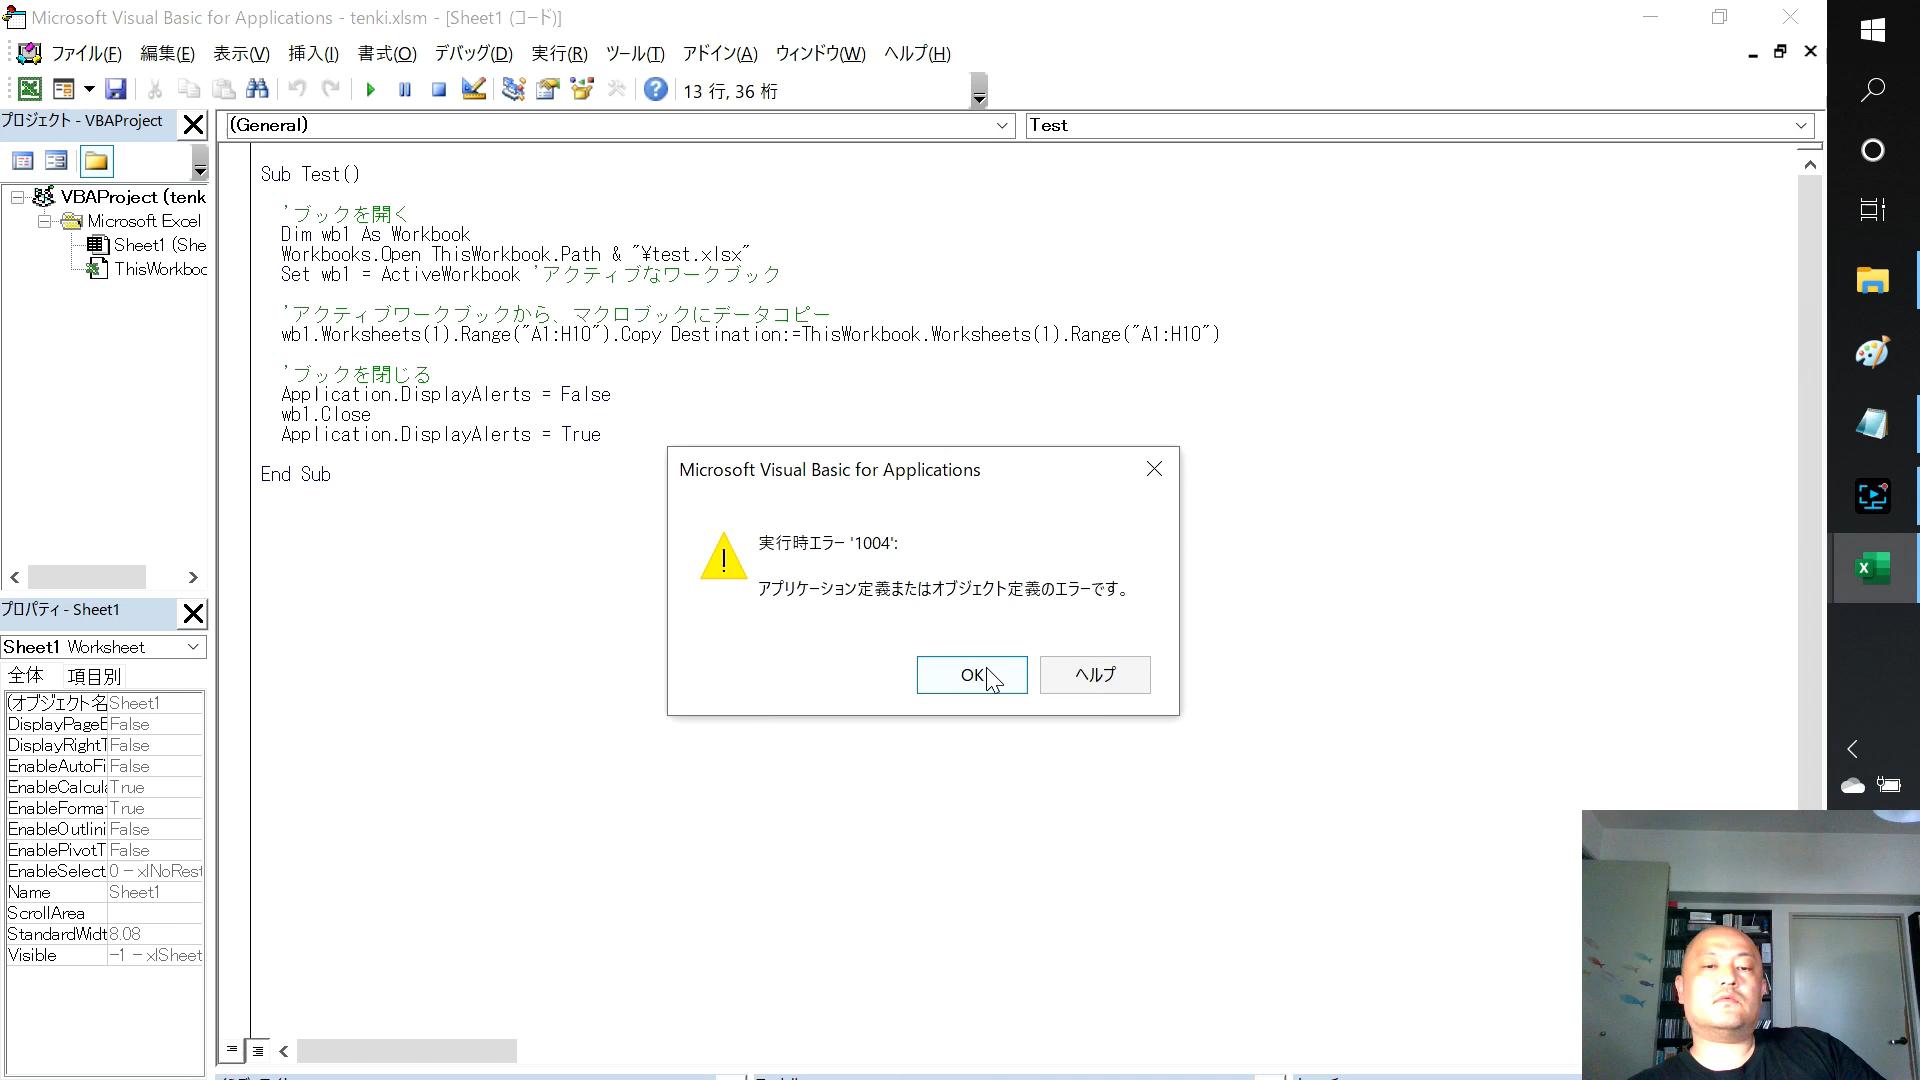 Microsoft Visual Basic for Applications - tenki.xlsm - [Sheet1 (コード)]
ファイル(F) 編集(E) 表示(V) 挿入(I) 書式(O) デバッグ(D) 実行(R) ツール(T) アドイン(A) ウィンドウ(W) ヘルプ(H)
13 行, 36 桁
プロジェクト - VBAProject
VBAProject (tenk
Microsoft Excel
Sheet1 (She
ThisWorkboo
プロパティ - Sheet1
Sheet1 Worksheet
全体 項目別
(オブジェクト名 Sheet1
DisplayPageE False
DisplayRightT False
EnableAutoFi False
EnableCalcula True
EnableForma True
EnableOutlini False
EnablePivotT False
EnableSelect 0 - xlNoRest
Name Sheet1
ScrollArea
StandardWidt 8.08
Visible -1 - xlSheet
(General) Test
Sub Test()
'ブックを開く
Dim wb1 As Workbook
Workbooks.Open ThisWorkbook.Path & "¥test.xlsx"
Set wb1 = ActiveWorkbook 'アクティブなワークブック
'アクティブワークブックから、マクロブックにデータコピー
wb1.Worksheets(1).Range("A1:H10").Copy Destination:=ThisWorkbook.Worksheets(1).Range("A1:H10")
'ブックを閉じる
Application.DisplayAlerts = False
wb1.Close
Application.DisplayAlerts = True
End Sub
Microsoft Visual Basic for Applications
実行時エラー '1004':
アプリケーション定義またはオブジェクト定義のエラーです。
OK ヘルプ